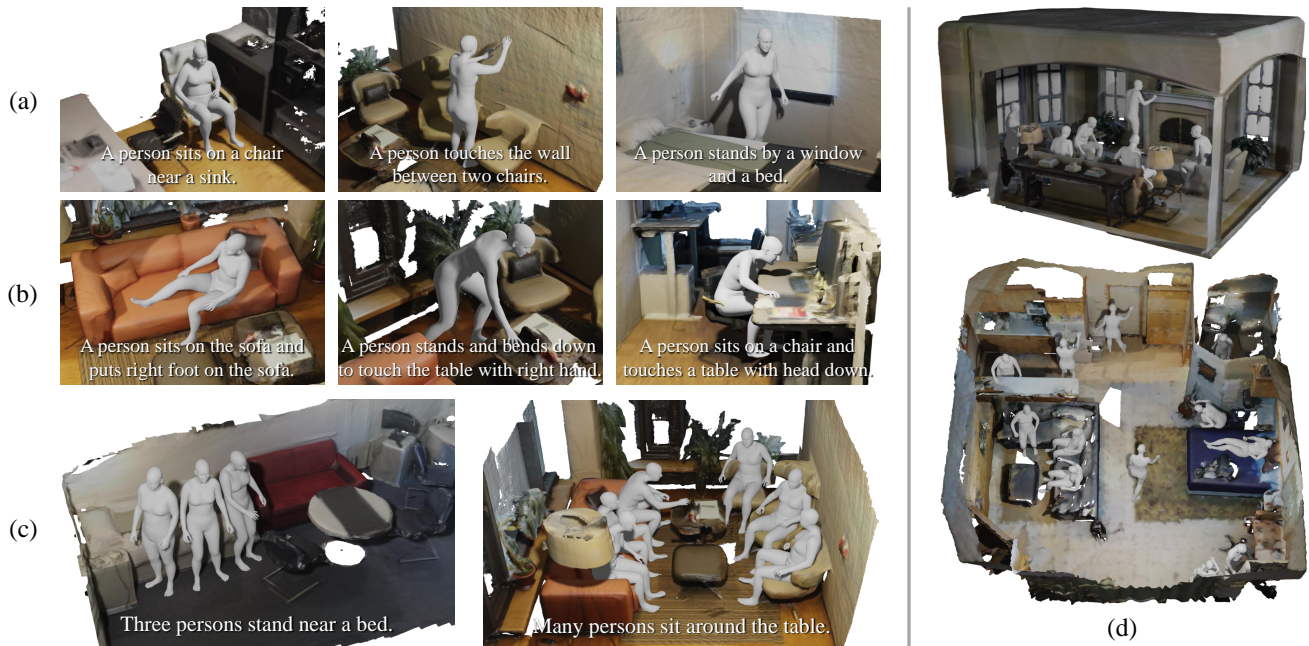 (a)
A person sits on a chair
near a sink.
A person touches the wall
between two chairs.
A person stands by a window
and a bed.
(b)
A person sits on the sofa and
puts right foot on the sofa.
A person stands and bends down
to touch the table with right hand.
A person sits on a chair and
touches a table with head down.
(c)
Three persons stand near a bed.
Many persons sit around the table.
(d)